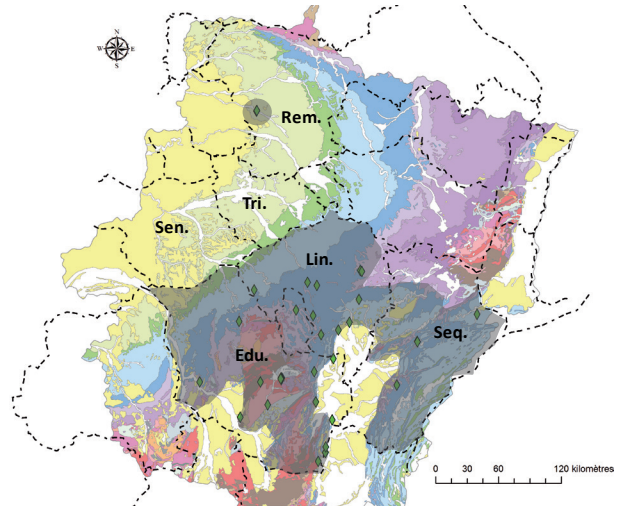 N
W E
S
Rem.
Tri.
Sen.
Lin.
Edu.
Seq.
0 30 60 120 kilomètres